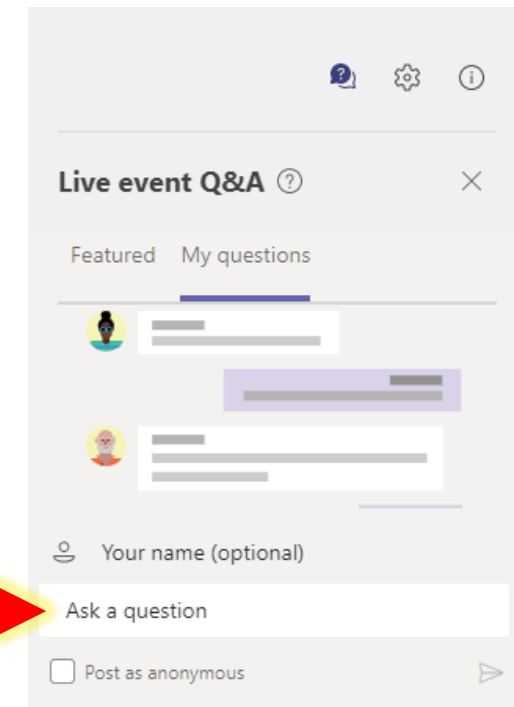 Live event Q&A
Featured My questions
Your name (optional)
Ask a question
Post as anonymous